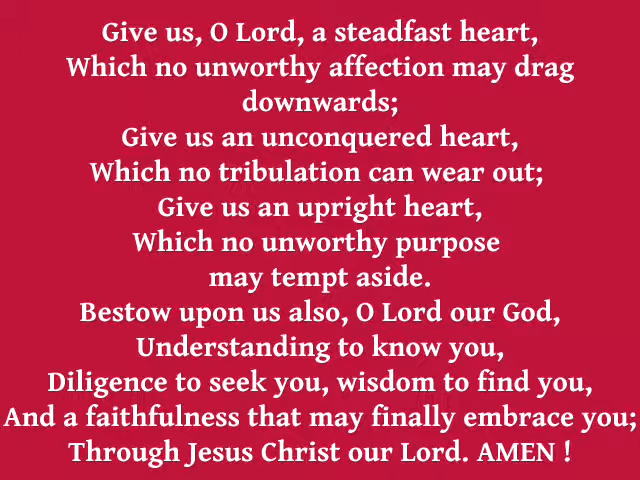 Give us, O Lord, a steadfast heart,
Which no unworthy affection may drag
downwards;
Give us an unconquered heart,
Which no tribulation can wear out;
Give us an upright heart,
Which no unworthy purpose
may tempt aside.
Bestow upon us also, O Lord our God,
Understanding to know you,
Diligence to seek you, wisdom to find you,
And a faithfulness that may finally embrace you;
Through Jesus Christ our Lord. AMEN !